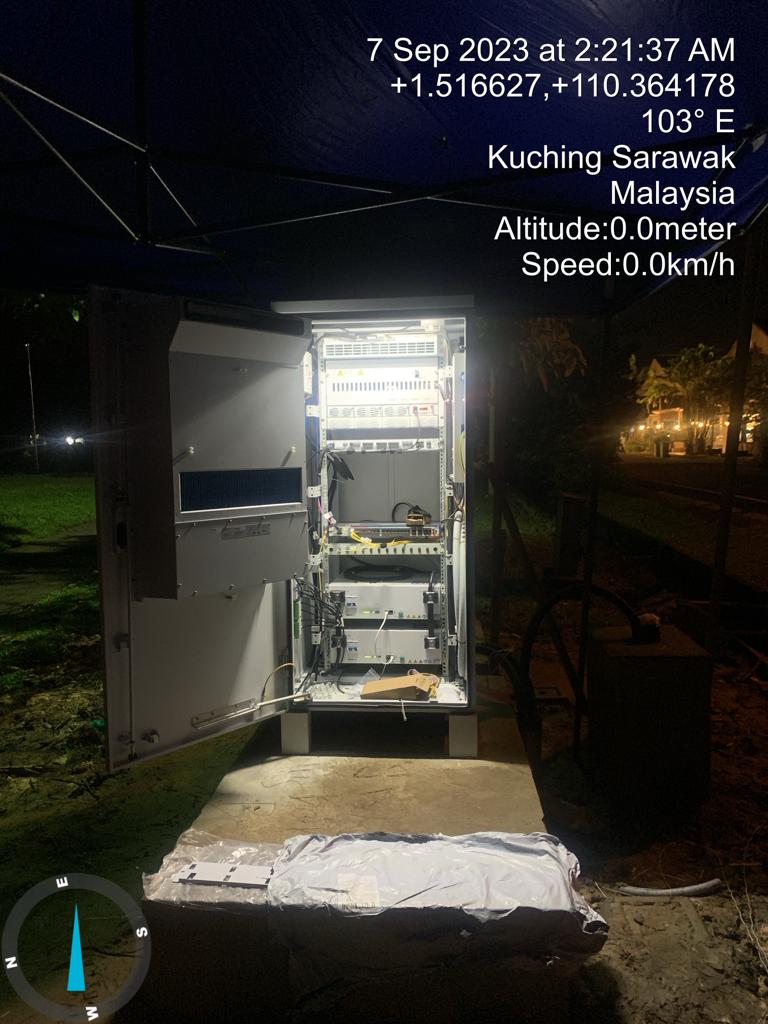 7 Sep 2023 at 2:21:37 AM
+1.516627,+110.364178
103° E
Kuching Sarawak
Malaysia
Altitude:0.0meter
Speed:0.0km/h
E
S
N
W